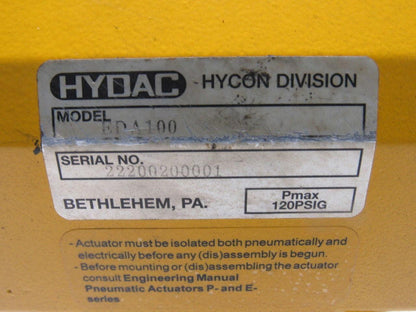 HYDAC HYCON DIVISION
MODEL
EDA100
SERIAL NO.
22200200001
BETHLEHEM, PA. Pmax
120PSIG
- Actuator must be isolated both pneumatically and
electrically before any (dis)assembly is begun.
- Before mounting or (dis)assembling the actuator
consult Engineering Manual
Pneumatic Actuators P- and E-
series